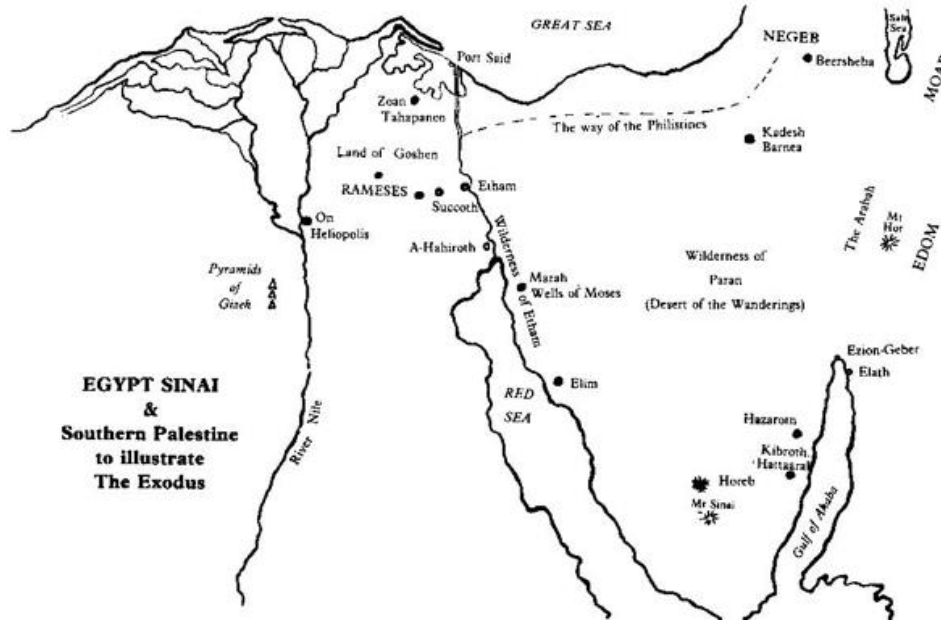 GREAT SEA
Port Said
NEGEB
Beersheba
Salt
Sea
MOAB
Zoan
Tahapanen
The way of the Philistines
Kadesh
Barnea
Land of Goshen
RAMESES
Succoth
Etham
On
Heliopolis
A-Hahiroth
Wilderness of Etham
The Arabah
Mt
Hor
EDOM
Pyramids
of
Gizeh
Marah
Wells of Moses
Wilderness of
Paran
(Desert of the Wanderings)
Ezion-Geber
Elath
EGYPT SINAI
&
Southern Palestine
to illustrate
The Exodus
River Nile
RED
SEA
Elim
Hazaroth
Kibroth.
Hattaarah
Horeb
Mt Sinai
Gulf of Akaba